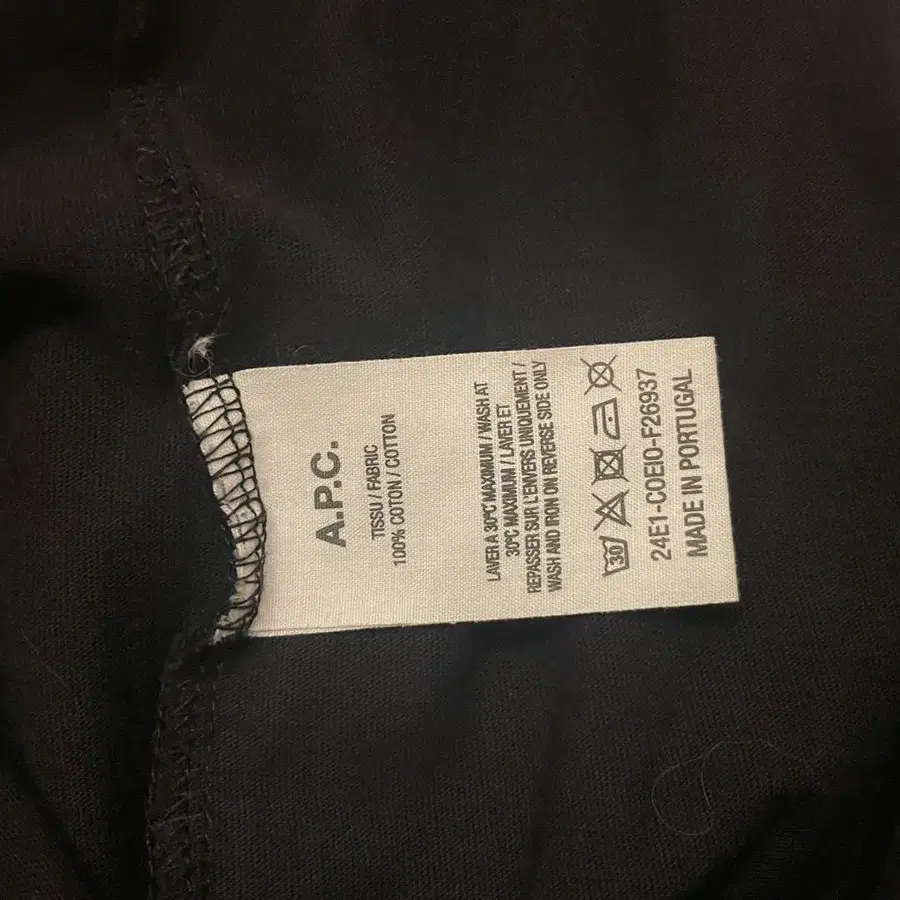 A.P.C.
TISSU / FABRIC
100% COTON / COTTON
LAVER A 30°C MAXIMUM / WASH AT
30°C MAXIMUM / LAVER ET
REPASSER SUR L'ENVERS UNIQUEMENT /
WASH AND IRON ON REVERSE SIDE ONLY
30
24E1-COEIO-F26937
MADE IN PORTUGAL